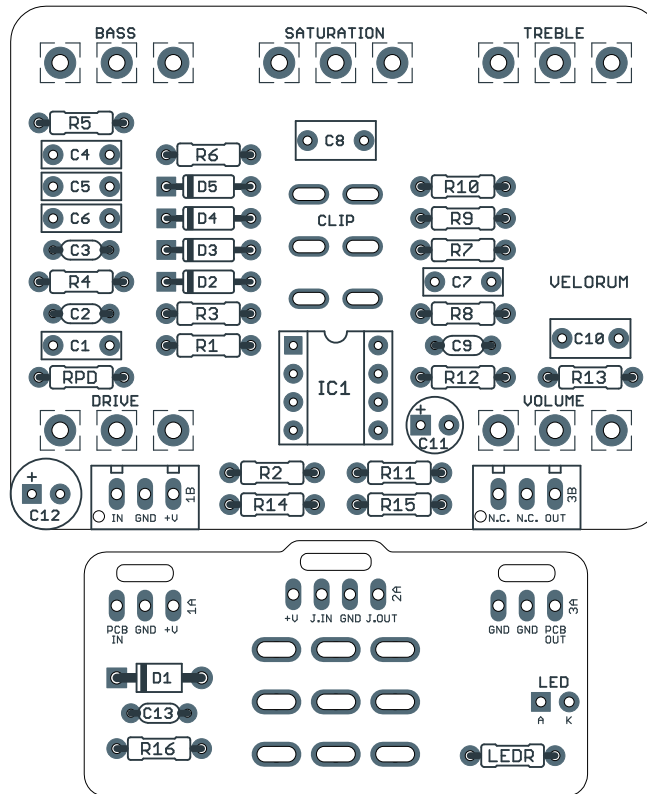 BASS SATURATION TREBLE
R5
C4 R6 C8
C5 D5 R10
C6 D4 CLIP R9
C3 D3 R7
R4 D2 C7 VELORUM
C2 R3 R8
C1 R1 C9 C10
RPD IC1 R12 R13
DRIVE VOLUME
+
C11
R2 R11
+
C12
1B
3B
R14 R15
IN GND +V
N.C. N.C. OUT
1A 2A 3A
+V J.IN GND J.OUT
PCB IN GND +V
GND GND PCB OUT
D1 LED
C13 A K
R16 LEDR